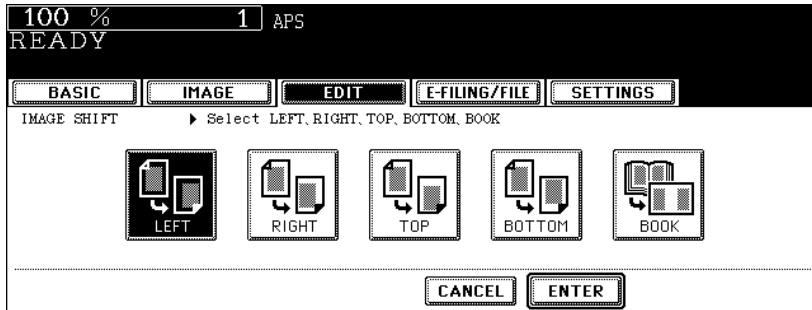 100 % 1 APS
READY
BASIC IMAGE EDIT E-FILING/FILE SETTINGS
IMAGE SHIFT ▶ Select LEFT, RIGHT, TOP, BOTTOM, BOOK
LEFT RIGHT TOP BOTTOM BOOK
CANCEL ENTER